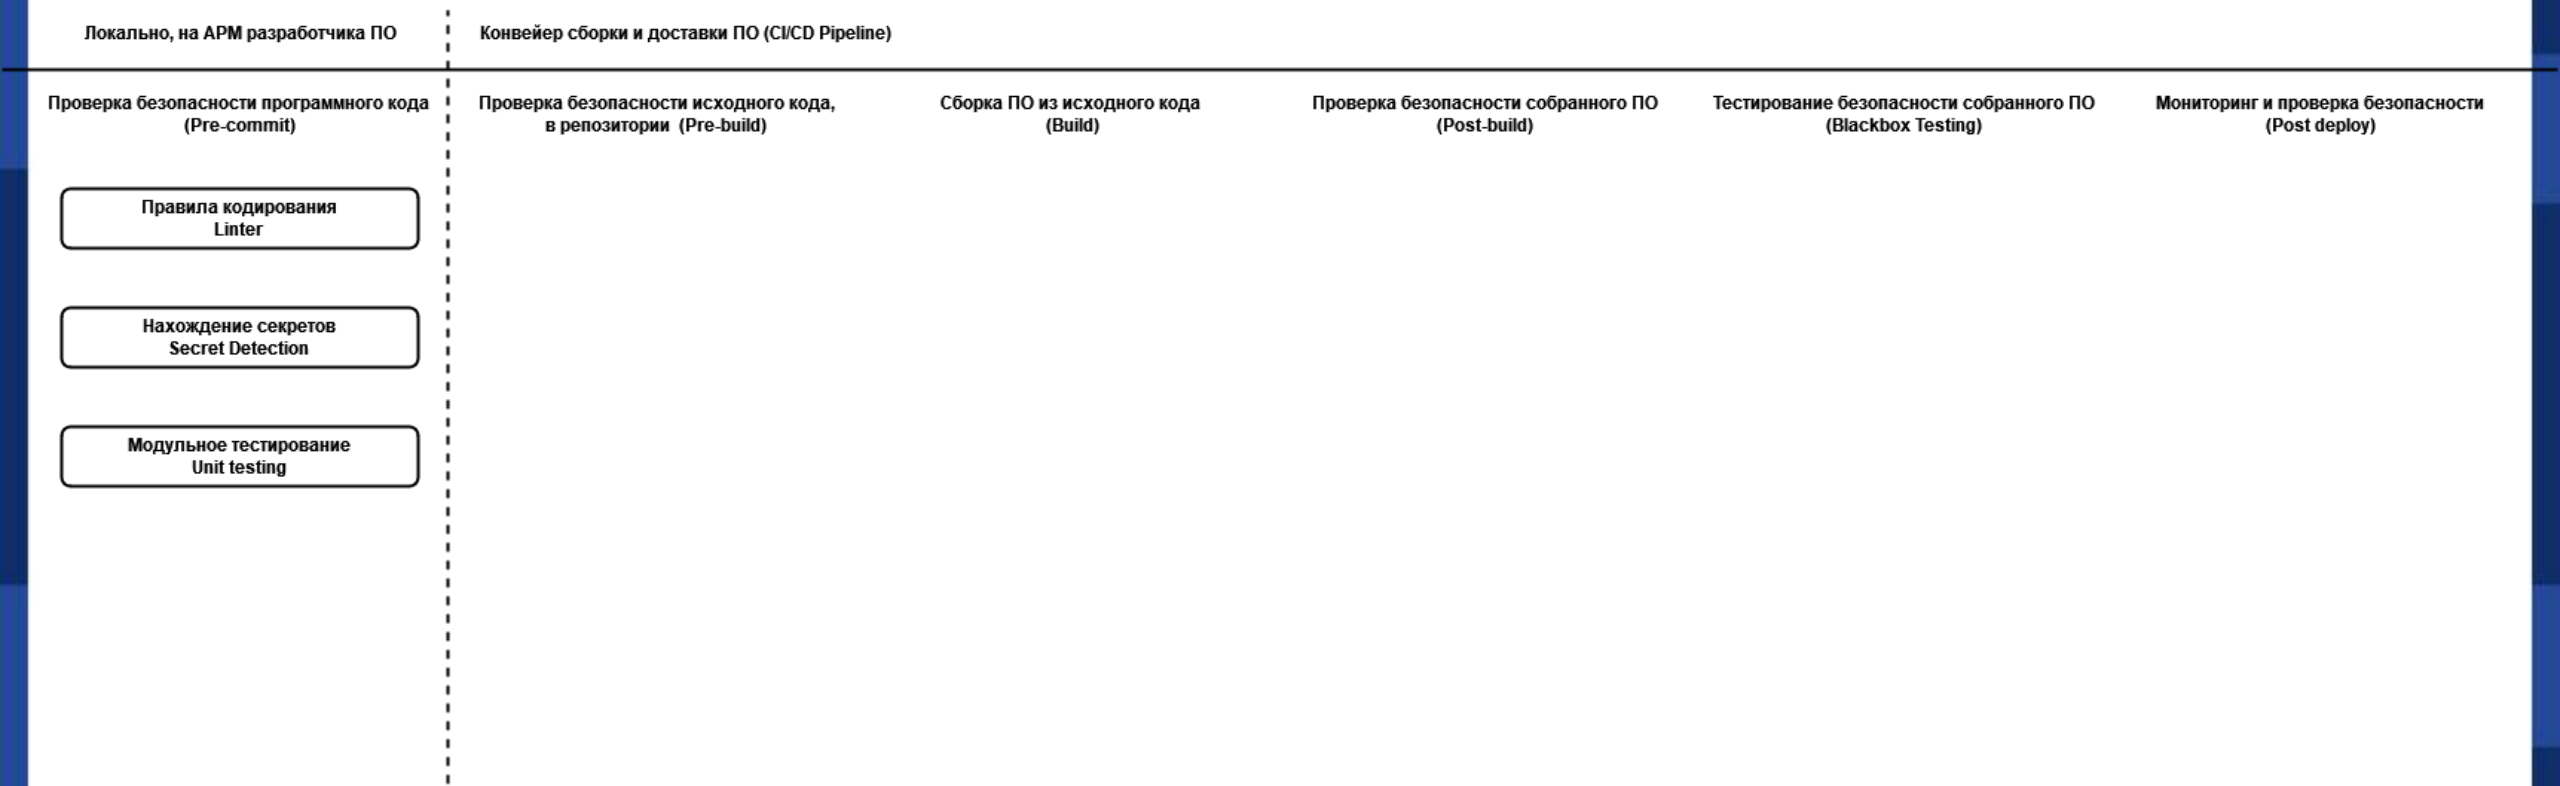 Локально, на АРМ разработчика ПО
Конвейер сборки и доставки ПО (CI/CD Pipeline)
Проверка безопасности программного кода
(Pre-commit)
Проверка безопасности исходного кода,
в репозитории (Pre-build)
Сборка ПО из исходного кода
(Build)
Проверка безопасности собранного ПО
(Post-build)
Тестирование безопасности собранного ПО
(Blackbox Testing)
Мониторинг и проверка безопасности
(Post deploy)
Правила кодирования
Linter
Нахождение секретов
Secret Detection
Модульное тестирование
Unit testing